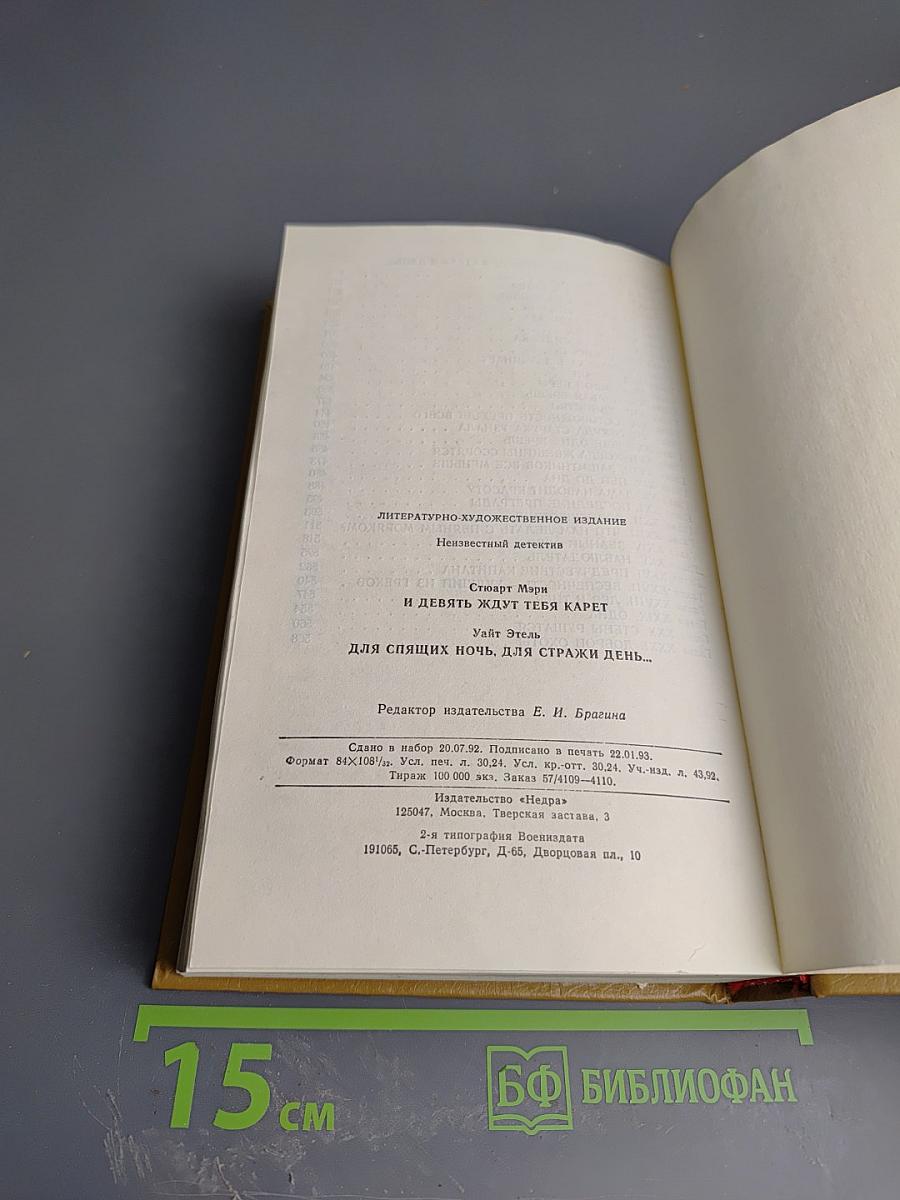 ЛИТЕРАТУРНО-ХУДОЖЕСТВЕННОЕ ИЗДАНИЕ
Неизвестный детектив
Стюарт Мэри
И ДЕВЯТЬ ЖДУТ ТЕБЯ КАРЕТ
Уайт Этель
ДЛЯ СПЯЩИХ НОЧЬ, ДЛЯ СТРАЖИ ДЕНЬ...
Редактор издательства Е. И. Брагина
Сдано в набор 20.07.92. Подписано в печать 22.01.93.
Формат 84×108¹/₃₂. Усл. печ. л. 30,24. Усл. кр.-отт. 30,24. Уч.-изд. л. 43,92.
Тираж 100 000 экз. Заказ 57/4109—4110.
Издательство «Недра»
125047, Москва, Тверская застава, 3
2-я типография Воениздата
191065, С.-Петербург, Д-65, Дворцовая пл., 10
15 см
БФ БИБЛИОФАН